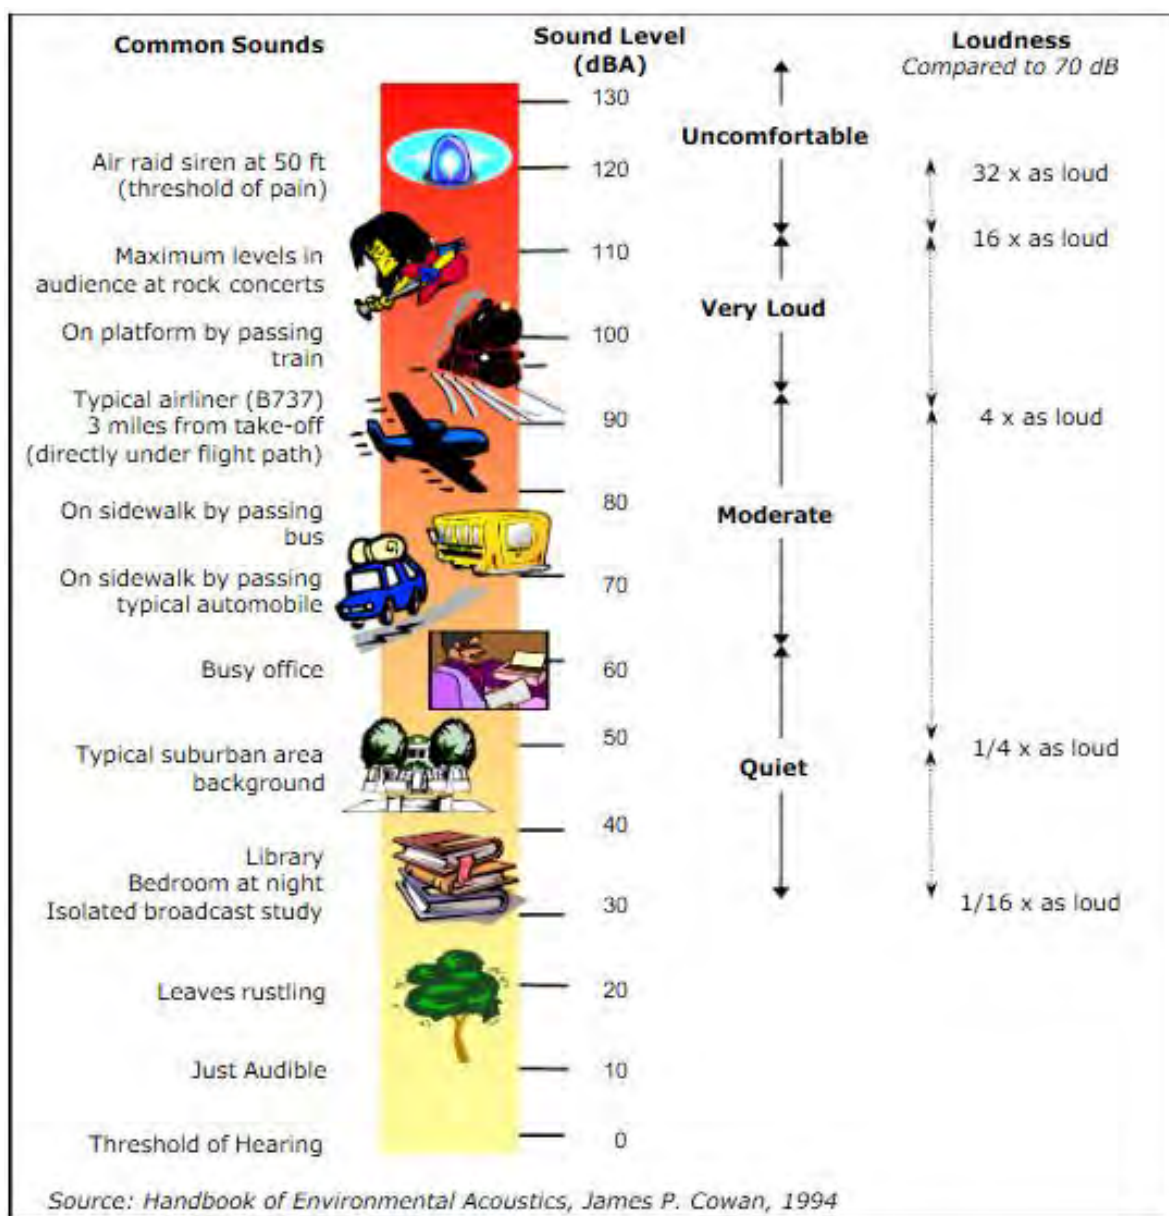 Common Sounds
Sound Level
(dBA)
Loudness
Compared to 70 dB
130
Uncomfortable
Air raid siren at 50 ft
(threshold of pain)
120
32 x as loud
16 x as loud
Maximum levels in
audience at rock concerts
110
Very Loud
On platform by passing
train
100
Typical airliner (B737)
3 miles from take-off
(directly under flight path)
90
4 x as loud
80
On sidewalk by passing
bus
Moderate
On sidewalk by passing
typical automobile
70
Busy office
60
50
Typical suburban area
background
1/4 x as loud
Quiet
40
Library
Bedroom at night
Isolated broadcast study
30
1/16 x as loud
Leaves rustling
20
Just Audible
10
Threshold of Hearing
0
Source: Handbook of Environmental Acoustics, James P. Cowan, 1994